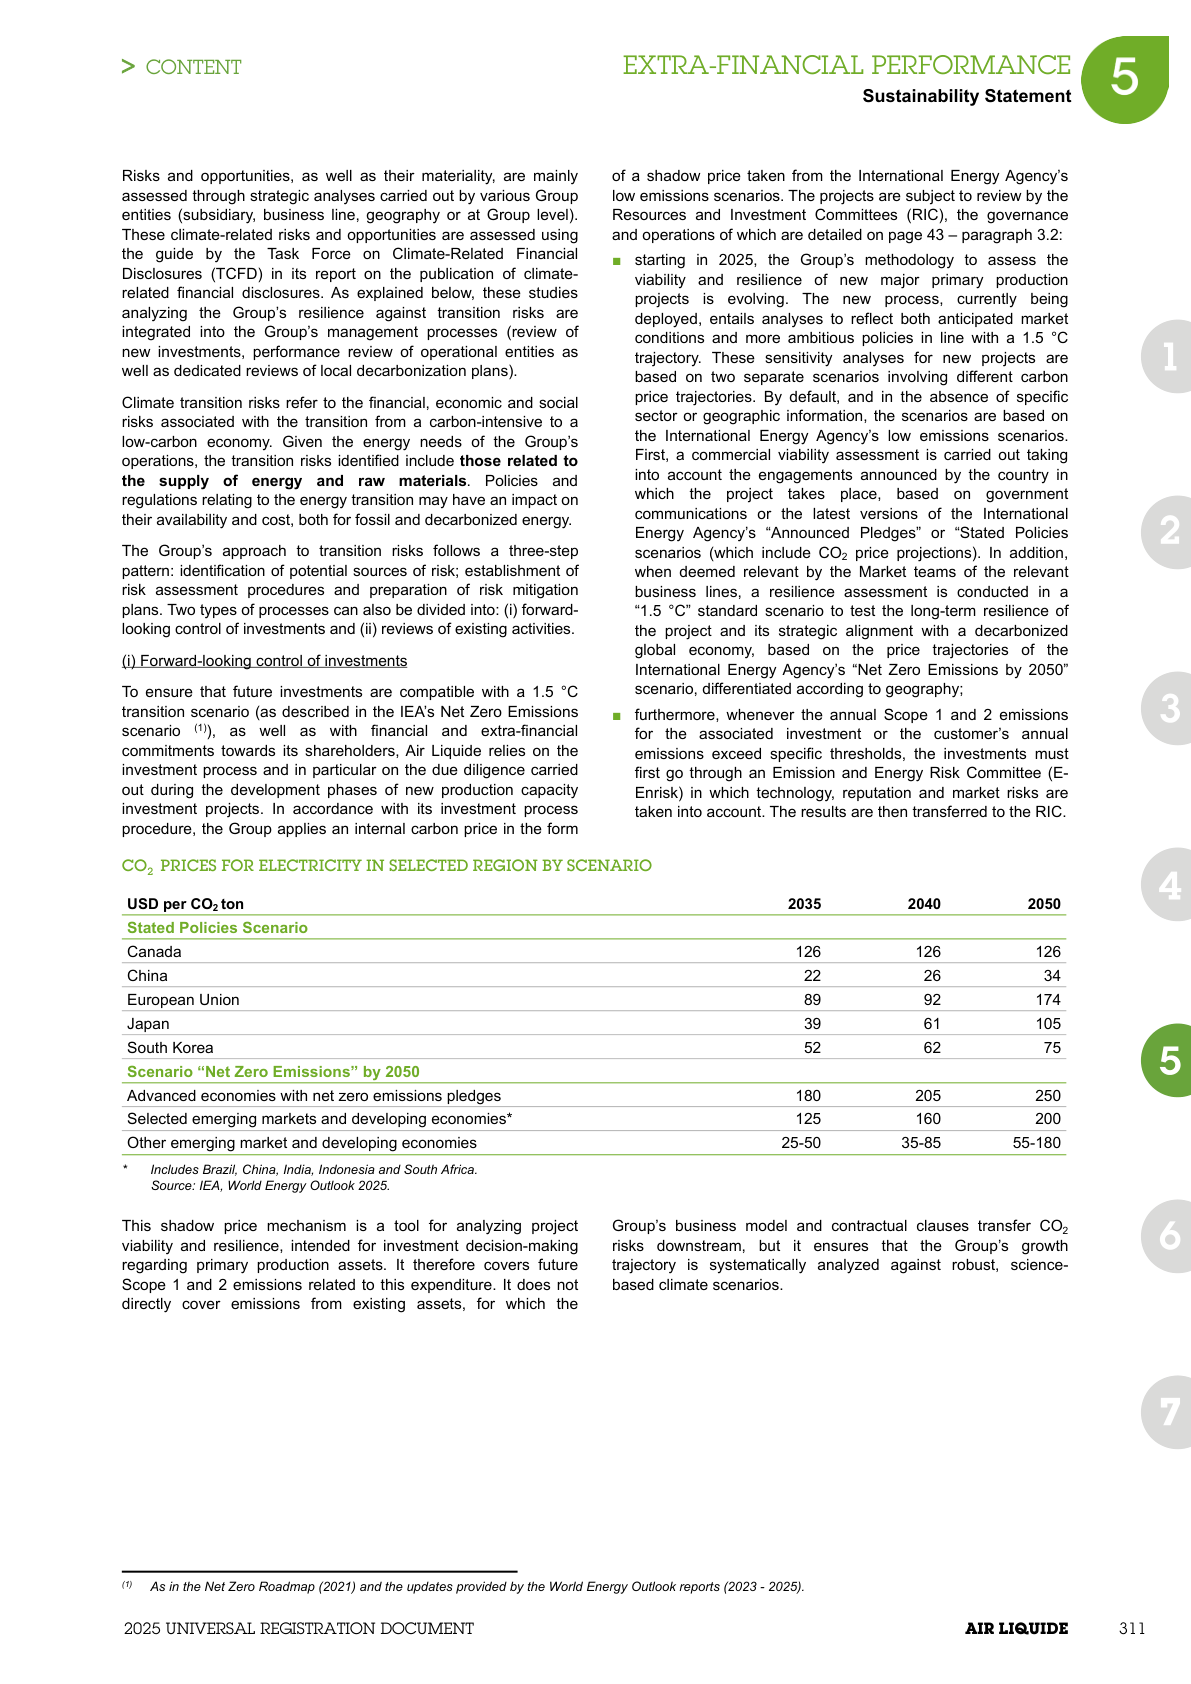 > CONTENT
EXTRA-FINANCIAL PERFORMANCE
Sustainability Statement
5
Risks and opportunities, as well as their materiality, are mainly
assessed through strategic analyses carried out by various Group
entities (subsidiary, business line, geography or at Group level).
These climate-related risks and opportunities are assessed using
the guide by the Task Force on Climate-Related Financial
Disclosures (TCFD) in its report on the publication of climate-
related financial disclosures. As explained below, these studies
analyzing the Group’s resilience against transition risks are
integrated into the Group’s management processes (review of
new investments, performance review of operational entities as
well as dedicated reviews of local decarbonization plans).
Climate transition risks refer to the financial, economic and social
risks associated with the transition from a carbon-intensive to a
low-carbon economy. Given the energy needs of the Group’s
operations, the transition risks identified include those related to
the supply of energy and raw materials. Policies and
regulations relating to the energy transition may have an impact on
their availability and cost, both for fossil and decarbonized energy.
The Group’s approach to transition risks follows a three-step
pattern: identification of potential sources of risk; establishment of
risk assessment procedures and preparation of risk mitigation
plans. Two types of processes can also be divided into: (i) forward-
looking control of investments and (ii) reviews of existing activities.
(i) Forward-looking control of investments
To ensure that future investments are compatible with a 1.5 °C
transition scenario (as described in the IEA’s Net Zero Emissions
scenario (1)), as well as with financial and extra-financial
commitments towards its shareholders, Air Liquide relies on the
investment process and in particular on the due diligence carried
out during the development phases of new production capacity
investment projects. In accordance with its investment process
procedure, the Group applies an internal carbon price in the form
of a shadow price taken from the International Energy Agency’s
low emissions scenarios. The projects are subject to review by the
Resources and Investment Committees (RIC), the governance
and operations of which are detailed on page 43 – paragraph 3.2:
■ starting in 2025, the Group’s methodology to assess the
viability and resilience of new major primary production
projects is evolving. The new process, currently being
deployed, entails analyses to reflect both anticipated market
conditions and more ambitious policies in line with a 1.5 °C
trajectory. These sensitivity analyses for new projects are
based on two separate scenarios involving different carbon
price trajectories. By default, and in the absence of specific
sector or geographic information, the scenarios are based on
the International Energy Agency’s low emissions scenarios.
First, a commercial viability assessment is carried out taking
into account the engagements announced by the country in
which the project takes place, based on government
communications or the latest versions of the International
Energy Agency’s “Announced Pledges” or “Stated Policies
scenarios (which include CO2 price projections). In addition,
when deemed relevant by the Market teams of the relevant
business lines, a resilience assessment is conducted in a
“1.5 °C” standard scenario to test the long-term resilience of
the project and its strategic alignment with a decarbonized
global economy, based on the price trajectories of the
International Energy Agency’s “Net Zero Emissions by 2050”
scenario, differentiated according to geography;
■ furthermore, whenever the annual Scope 1 and 2 emissions
for the associated investment or the customer’s annual
emissions exceed specific thresholds, the investments must
first go through an Emission and Energy Risk Committee (E-
Enrisk) in which technology, reputation and market risks are
taken into account. The results are then transferred to the RIC.
CO2 PRICES FOR ELECTRICITY IN SELECTED REGION BY SCENARIO
USD per CO2 ton 2035 2040 2050
Stated Policies Scenario
Canada 126 126 126
China 22 26 34
European Union 89 92 174
Japan 39 61 105
South Korea 52 62 75
Scenario “Net Zero Emissions” by 2050
Advanced economies with net zero emissions pledges 180 205 250
Selected emerging markets and developing economies* 125 160 200
Other emerging market and developing economies 25-50 35-85 55-180
* Includes Brazil, China, India, Indonesia and South Africa.
Source: IEA, World Energy Outlook 2025.
This shadow price mechanism is a tool for analyzing project
viability and resilience, intended for investment decision-making
regarding primary production assets. It therefore covers future
Scope 1 and 2 emissions related to this expenditure. It does not
directly cover emissions from existing assets, for which the
Group’s business model and contractual clauses transfer CO2
risks downstream, but it ensures that the Group’s growth
trajectory is systematically analyzed against robust, science-
based climate scenarios.
1
2
3
4
5
6
7
(1) As in the Net Zero Roadmap (2021) and the updates provided by the World Energy Outlook reports (2023 - 2025).
2025 UNIVERSAL REGISTRATION DOCUMENT
AIR LIQUIDE 311